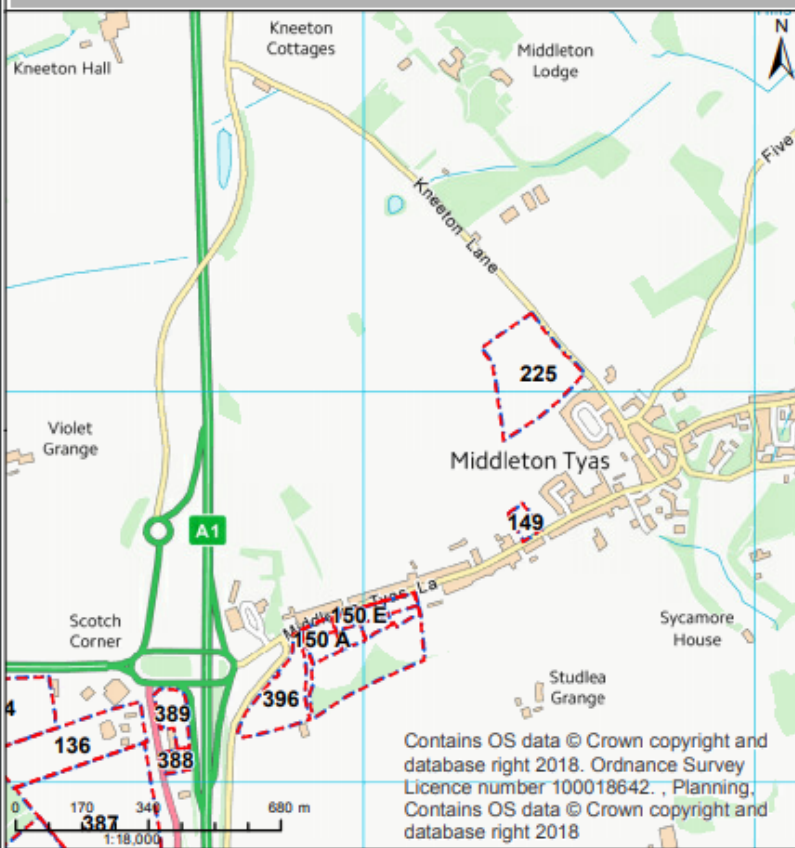 Kneeton
Cottages
N
Kneeton Hall
Middleton
Lodge
Five
Kneeton Lane
225
Violet
Grange
Middleton Tyas
149
A1
Middle Tyas La
150 E
150 A
Scotch
Corner
Sycamore
House
Studlea
Grange
396
4
389
136
388
387
Contains OS data © Crown copyright and
database right 2018. Ordnance Survey
Licence number 100018642. , Planning,
Contains OS data © Crown copyright and
database right 2018
0 170 340 680 m
1:18,000